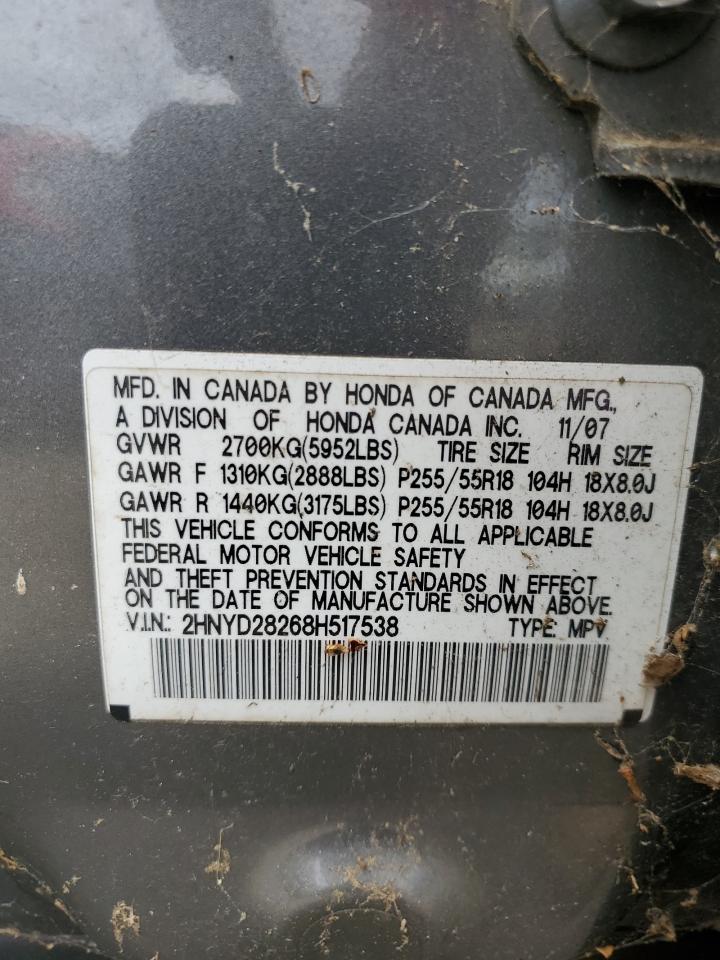 MFD. IN CANADA BY HONDA OF CANADA MFG.,
A DIVISION OF HONDA CANADA INC. 11/07
GVWR 2700KG(5952LBS) TIRE SIZE RIM SIZE
GAWR F 1310KG(2888LBS) P255/55R18 104H 18X8.0J
GAWR R 1440KG(3175LBS) P255/55R18 104H 18X8.0J
THIS VEHICLE CONFORMS TO ALL APPLICABLE
FEDERAL MOTOR VEHICLE SAFETY
AND THEFT PREVENTION STANDARDS IN EFFECT
ON THE DATE OF MANUFACTURE SHOWN ABOVE.
V.I.N.: 2HNYD28268H517538 TYPE: MPV